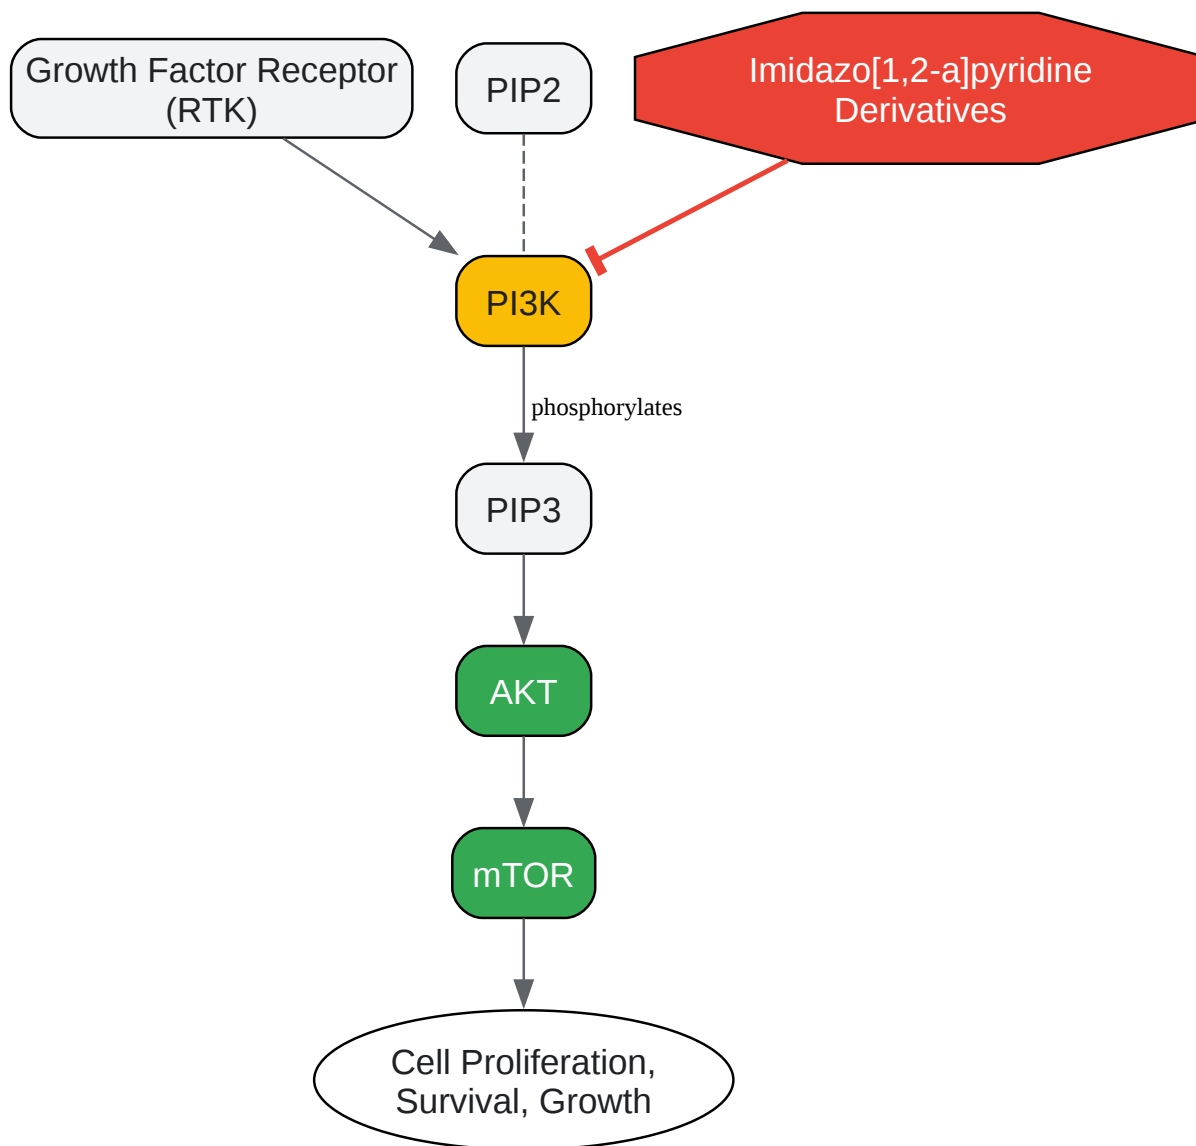 Growth Factor Receptor
(RTK)
PIP2
Imidazo[1,2-a]pyridine
Derivatives
PI3K
phosphorylates
PIP3
AKT
mTOR
Cell Proliferation,
Survival, Growth